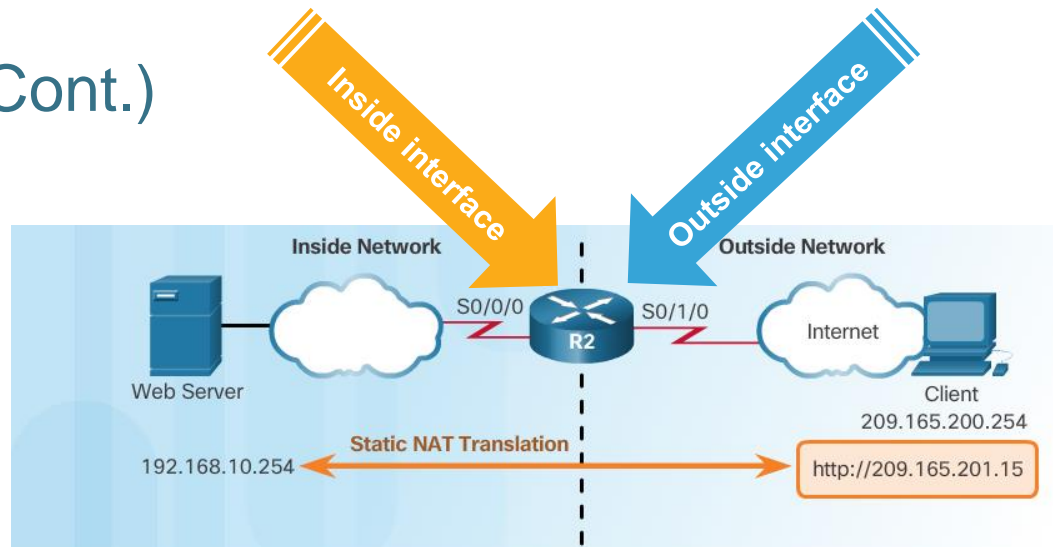 Cont.)
Inside interface
Outside interface
Inside Network
Outside Network
S0/0/0
S0/1/0
R2
Internet
Web Server
Client
209.165.200.254
Static NAT Translation
192.168.10.254
http://209.165.201.15